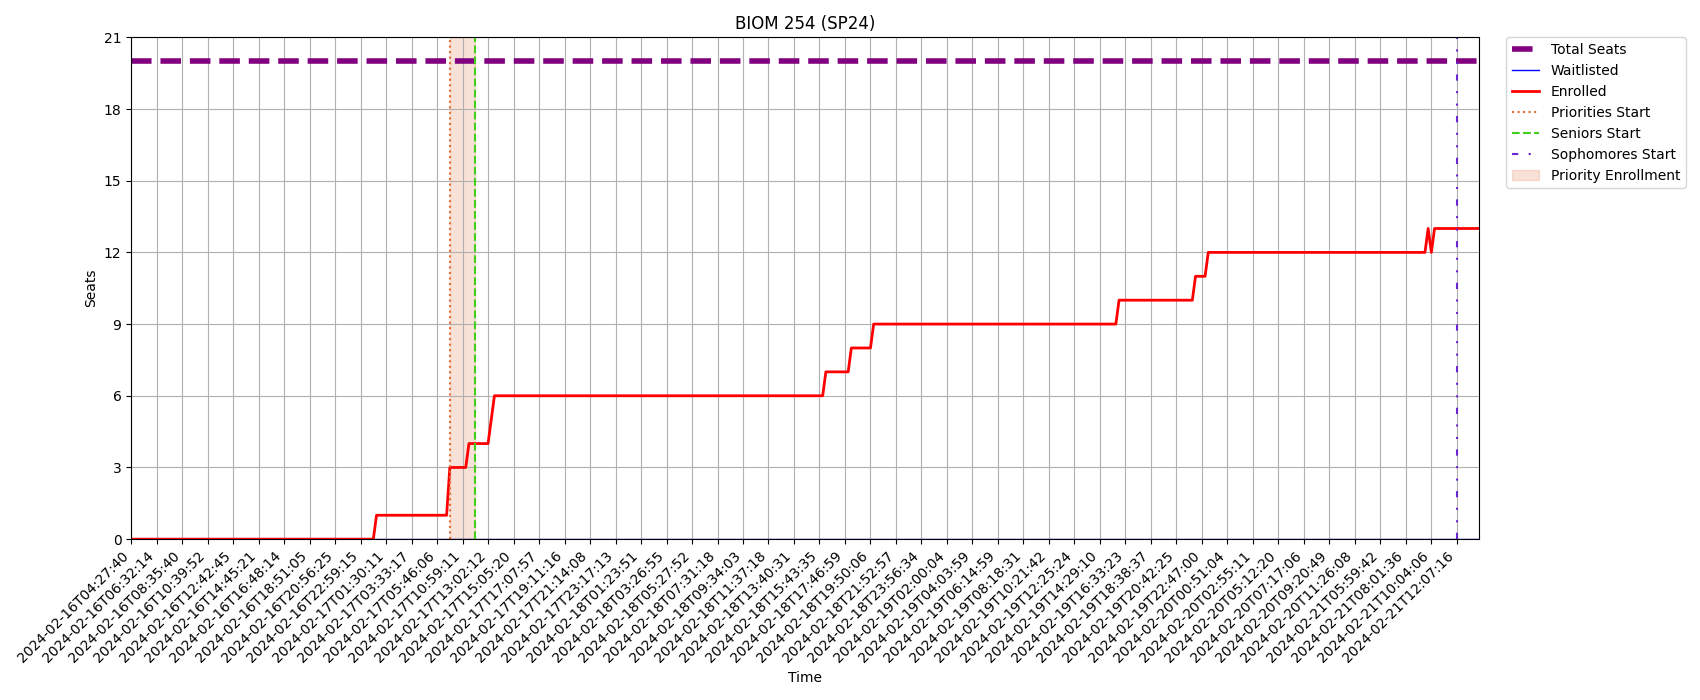 BIOM 254 (SP24)
Total Seats
Waitlisted
Enrolled
Priorities Start
Seniors Start
Sophomores Start
Priority Enrollment
Seats
21
18
15
12
9
6
3
0
2024-02-16T04:27:40
2024-02-16T06:32:14
2024-02-16T08:35:40
2024-02-16T10:39:52
2024-02-16T12:42:45
2024-02-16T14:45:21
2024-02-16T16:48:14
2024-02-16T18:51:05
2024-02-16T20:56:25
2024-02-16T22:59:15
2024-02-17T01:30:11
2024-02-17T03:33:17
2024-02-17T05:46:06
2024-02-17T10:59:11
2024-02-17T13:02:12
2024-02-17T15:05:20
2024-02-17T17:07:57
2024-02-17T19:11:16
2024-02-17T21:14:08
2024-02-17T23:17:13
2024-02-18T01:23:51
2024-02-18T03:26:55
2024-02-18T05:27:52
2024-02-18T07:31:18
2024-02-18T09:34:03
2024-02-18T11:37:18
2024-02-18T13:40:31
2024-02-18T15:43:35
2024-02-18T17:46:59
2024-02-18T19:50:06
2024-02-18T21:52:57
2024-02-18T23:56:34
2024-02-19T02:00:04
2024-02-19T04:03:59
2024-02-19T06:14:59
2024-02-19T08:18:31
2024-02-19T10:21:42
2024-02-19T12:25:24
2024-02-19T14:29:10
2024-02-19T16:33:23
2024-02-19T18:38:37
2024-02-19T20:42:25
2024-02-19T22:47:00
2024-02-20T00:51:04
2024-02-20T02:55:11
2024-02-20T05:12:20
2024-02-20T07:17:06
2024-02-20T09:20:49
2024-02-20T11:26:08
2024-02-21T05:59:42
2024-02-21T08:01:36
2024-02-21T10:04:06
2024-02-21T12:07:16
Time